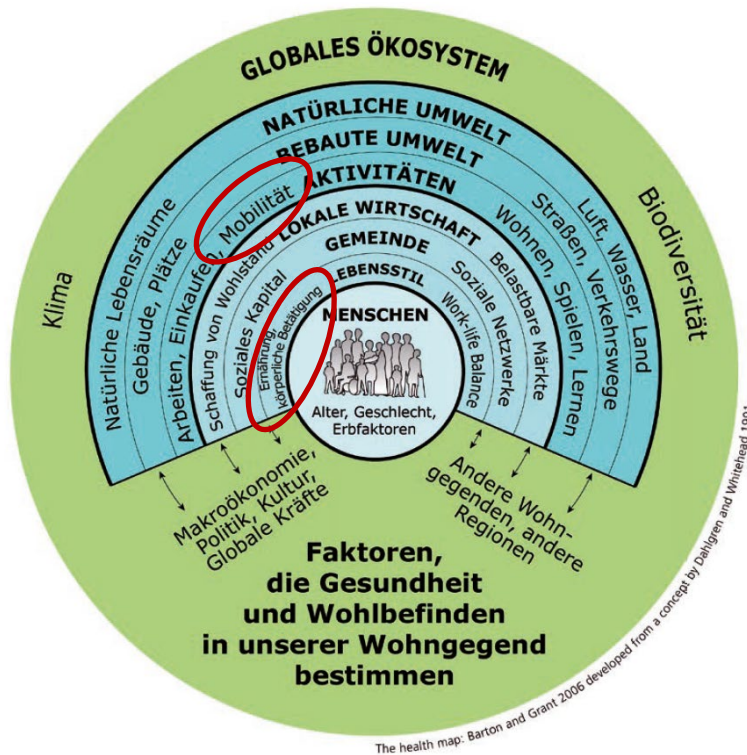 GLOBALES ÖKOSYSTEM
Klima
Biodiversität
NATÜRLICHE UMWELT
Natürliche Lebensräume
Luft, Wasser, Land
BEBAUTE UMWELT
Gebäude, Plätze
Straßen, Verkehrswege
AKTIVITÄTEN
Arbeiten, Einkaufen, Mobilität
Wohnen, Spielen, Lernen
LOKALE WIRTSCHAFT
Schaffung von Wohlstand
Belastbare Märkte
GEMEINDE
Soziales Kapital
Soziale Netzwerke
LEBENSSTIL
Ernährung,
körperliche Betätigung
Work-life Balance
MENSCHEN
Alter, Geschlecht,
Erbfaktoren
Makroökonomie,
Politik, Kultur,
Globale Kräfte
Andere Wohn-
gegenden, andere
Regionen
Faktoren,
die Gesundheit
und Wohlbefinden
in unserer Wohngegend
bestimmen
The health map: Barton and Grant 2006 developed from a concept by Dahlgren and Whitehead 1991